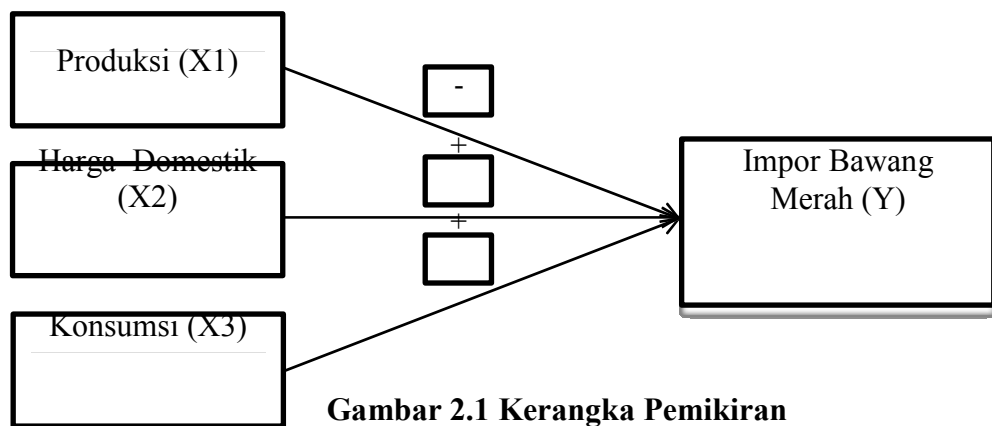 Produksi (X1)
-
+
Harga Domestik
(X2)
Impor Bawang
Merah (Y)
+
Konsumsi (X3)
Gambar 2.1 Kerangka Pemikiran